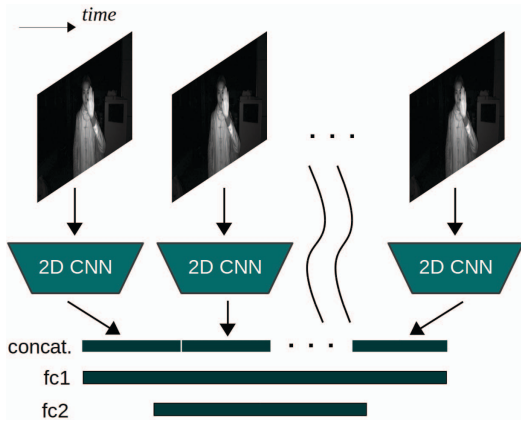 time
. . .
2D CNN 2D CNN 2D CNN
concat. . . .
fc1
fc2